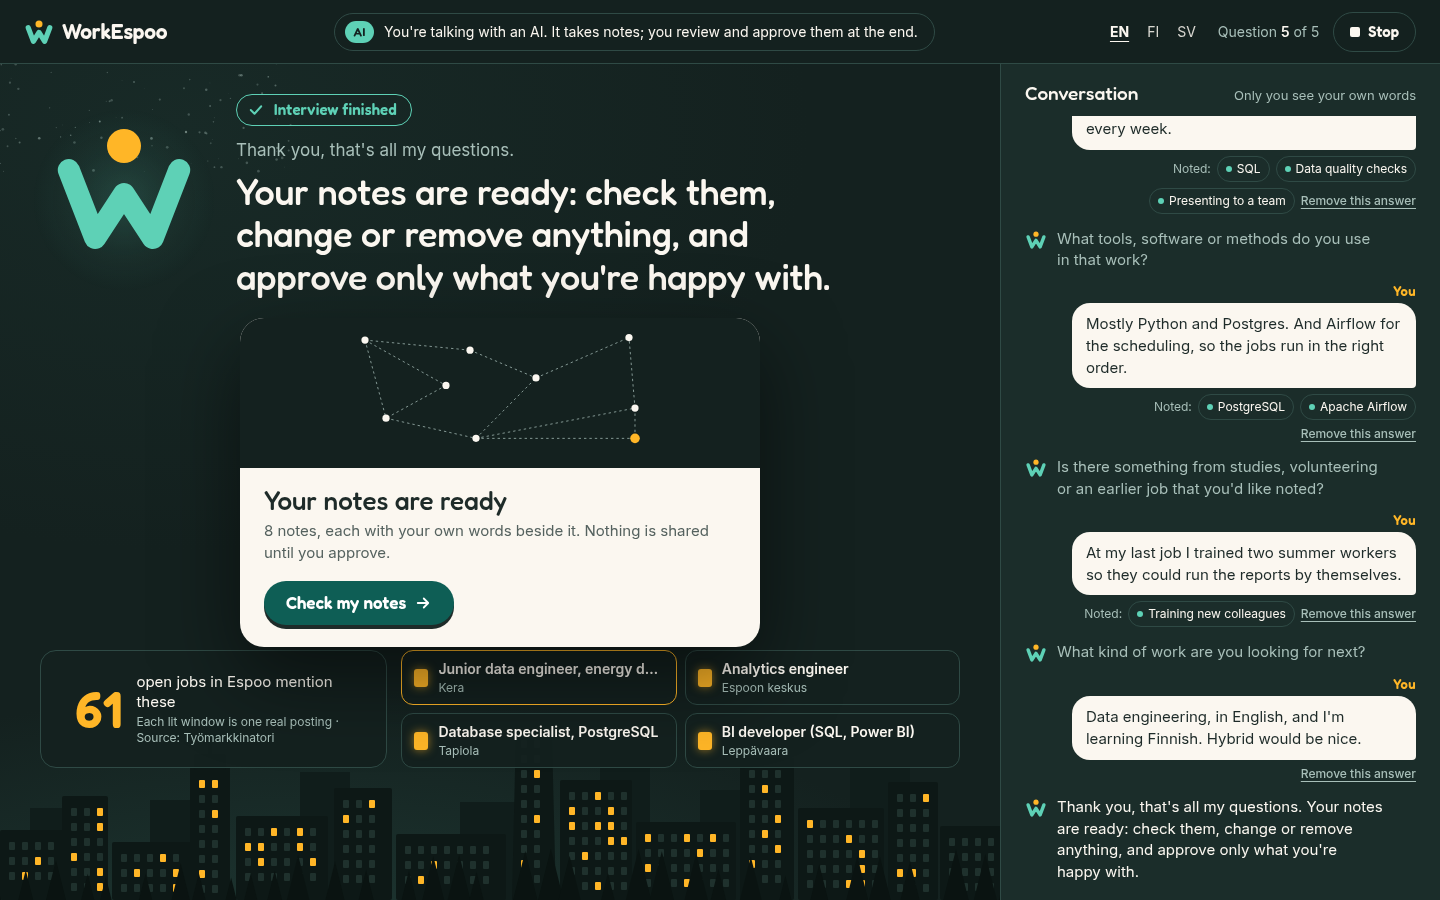 WorkEspoo
AI You're talking with an AI. It takes notes; you review and approve them at the end.
EN FI SV Question 5 of 5 Stop
Interview finished
Thank you, that's all my questions.
Your notes are ready: check them,
change or remove anything, and
approve only what you're happy with.
Your notes are ready
8 notes, each with your own words beside it. Nothing is shared
until you approve.
Check my notes →
61
open jobs in Espoo mention
these
Each lit window is one real posting ·
Source: Työmarkkinatori
Junior data engineer, energy d...
Kera
Analytics engineer
Espoon keskus
Database specialist, PostgreSQL
Tapiola
BI developer (SQL, Power BI)
Leppävaara
Conversation Only you see your own words
every week.
Noted: SQL Data quality checks
Presenting to a team Remove this answer
What tools, software or methods do you use
in that work?
You
Mostly Python and Postgres. And Airflow for
the scheduling, so the jobs run in the right
order.
Noted: PostgreSQL Apache Airflow
Remove this answer
Is there something from studies, volunteering
or an earlier job that you'd like noted?
You
At my last job I trained two summer workers
so they could run the reports by themselves.
Noted: Training new colleagues Remove this answer
What kind of work are you looking for next?
You
Data engineering, in English, and I'm
learning Finnish. Hybrid would be nice.
Remove this answer
Thank you, that's all my questions. Your notes
are ready: check them, change or remove
anything, and approve only what you're
happy with.